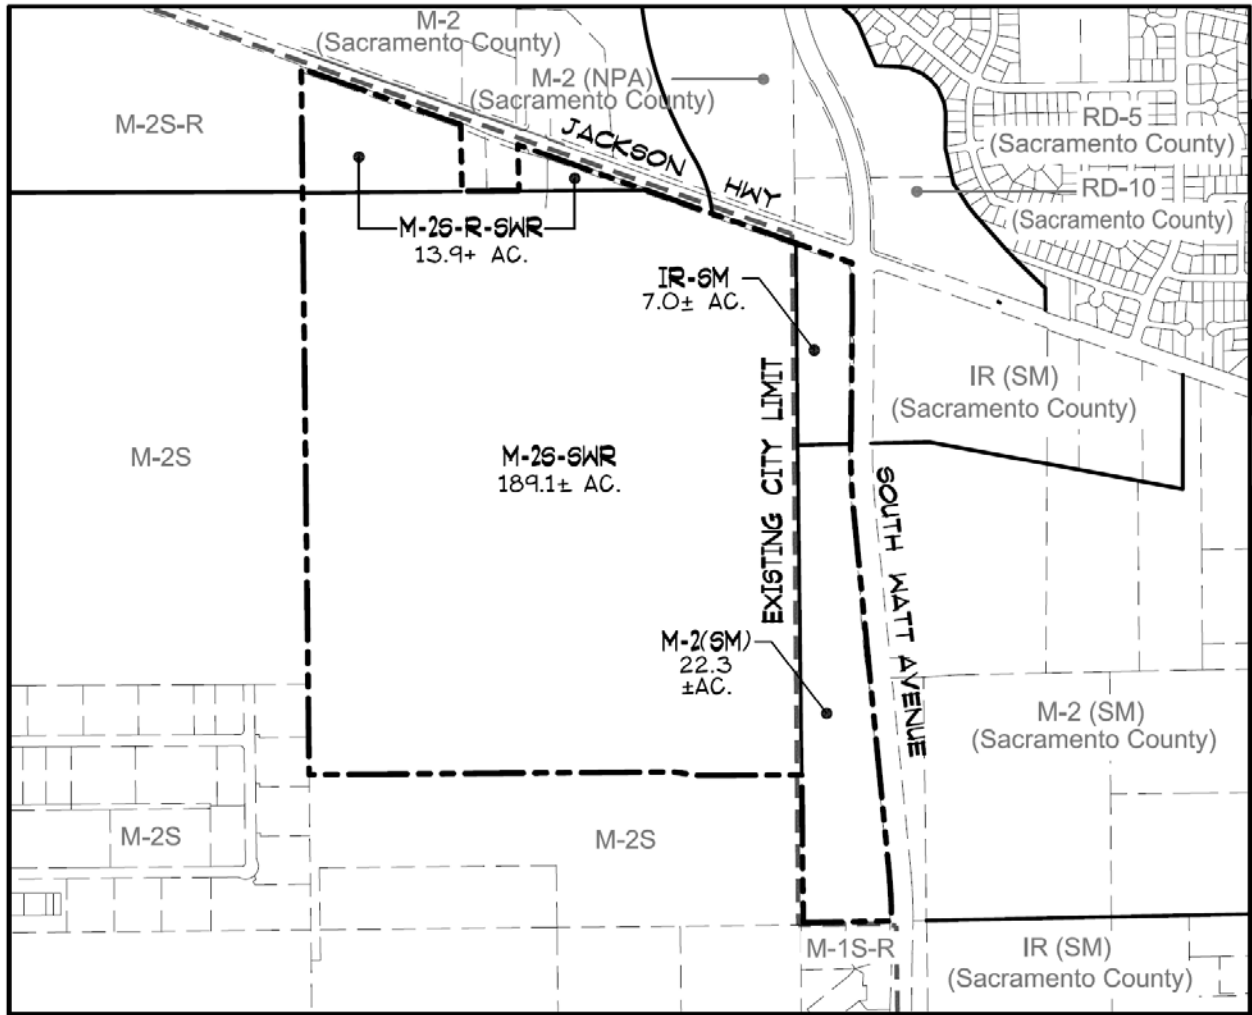 M-2
(Sacramento County)
M-2 (NPA)
(Sacramento County)
M-2S-R
JACKSON HWY
RD-5
(Sacramento County)
RD-10
(Sacramento County)
M-2S-R-SWR
13.9+ AC.
IR-SM
7.0± AC.
IR (SM)
(Sacramento County)
EXISTING CITY LIMIT
M-2S
M-2S-SWR
189.1± AC.
SOUTH WATT AVENUE
M-2(SM)
22.3
±AC.
M-2 (SM)
(Sacramento County)
M-2S
M-2S
M-1S-R
IR (SM)
(Sacramento County)